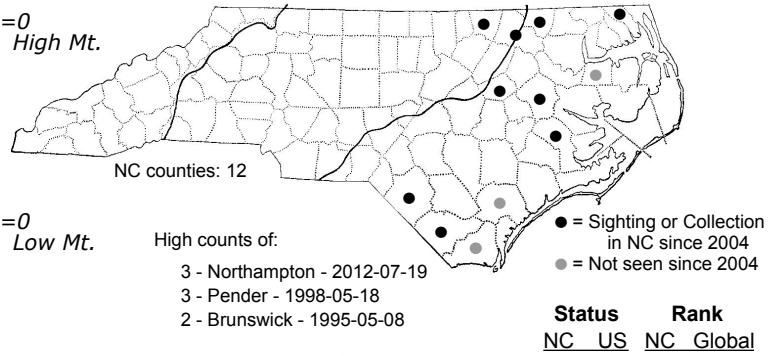 =0
High Mt.
NC counties: 12
=0
Low Mt.
High counts of:
3 - Northampton - 2012-07-19
3 - Pender - 1998-05-18
2 - Brunswick - 1995-05-08
= Sighting or Collection
in NC since 2004
= Not seen since 2004
Status Rank
NC US NC Global